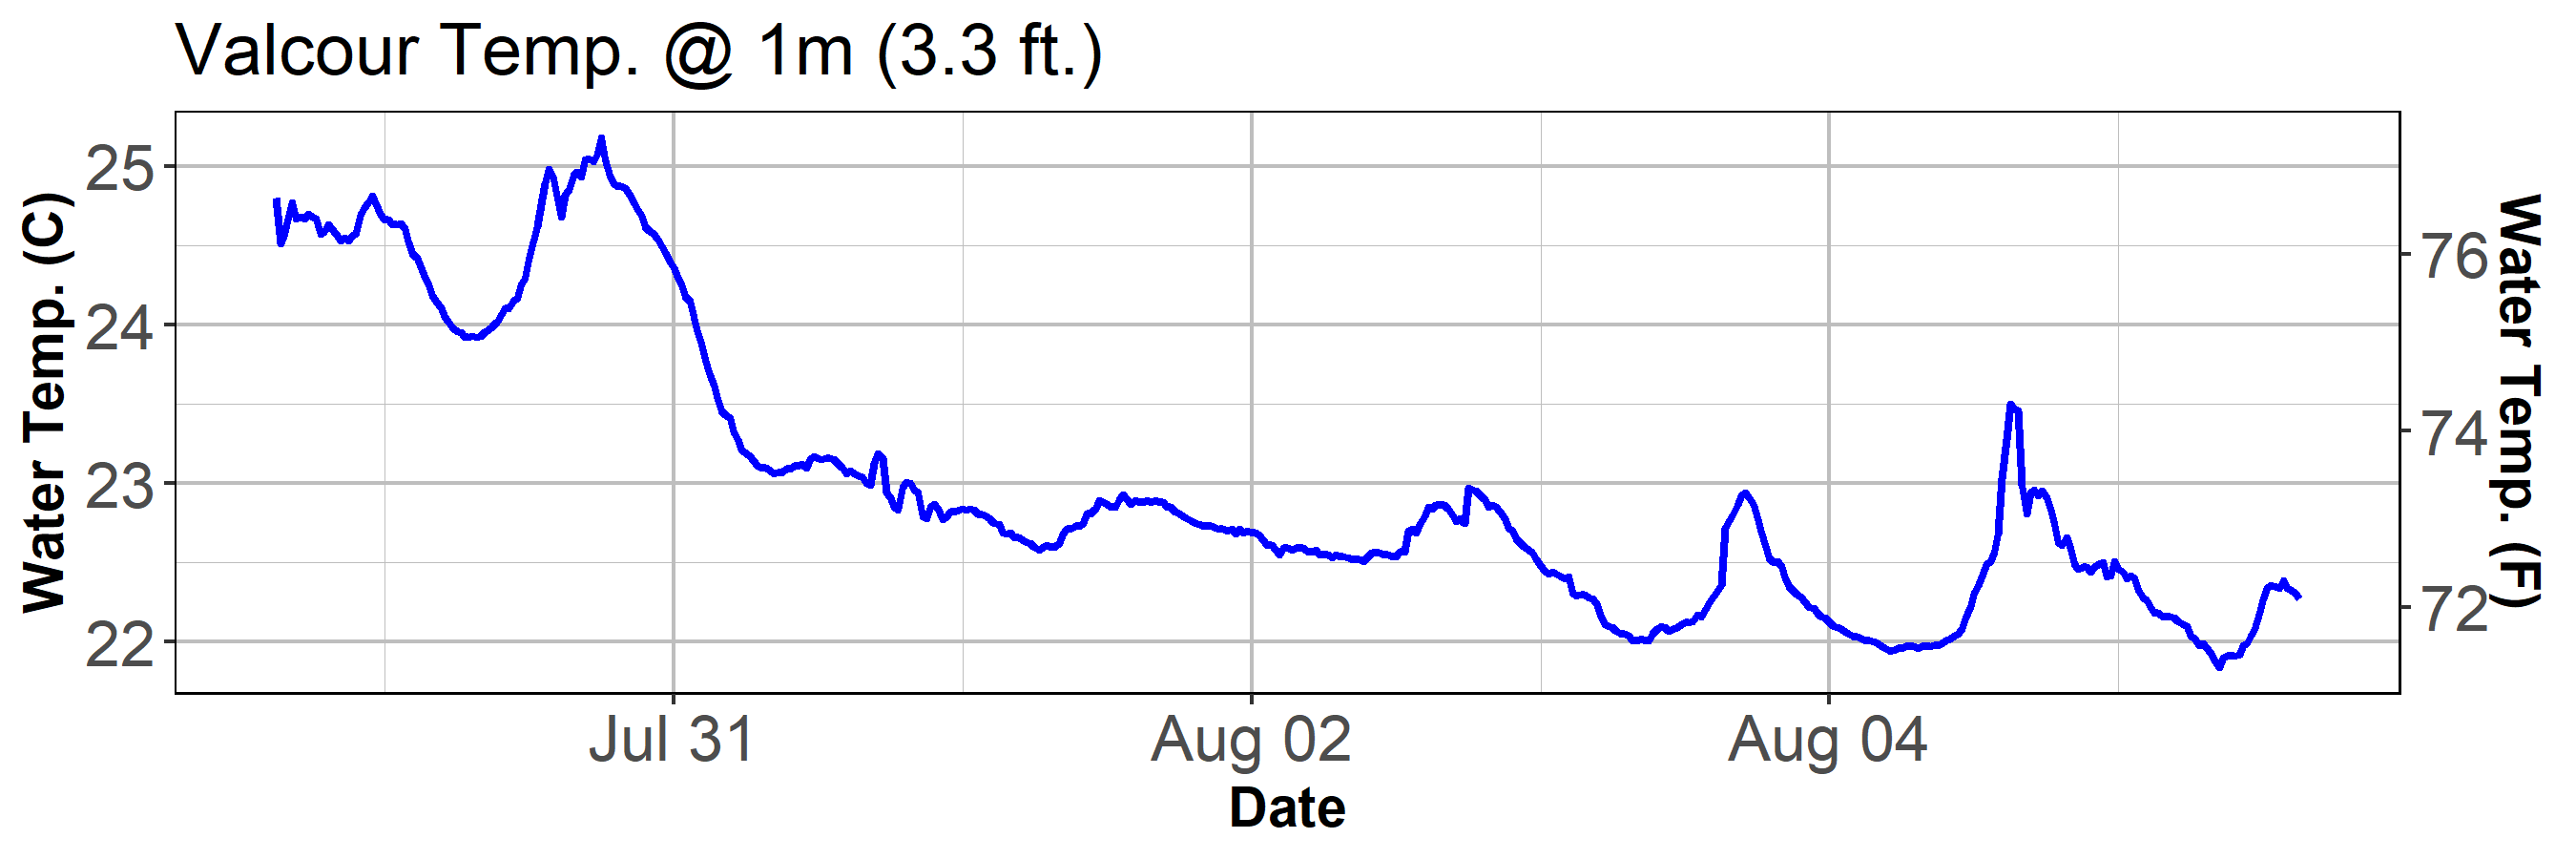 Valcour Temp. @ 1m (3.3 ft.)
Water Temp. (C)
25
24
23
22
76
74
72
Water Temp. (F)
Jul 31
Aug 02
Aug 04
Date